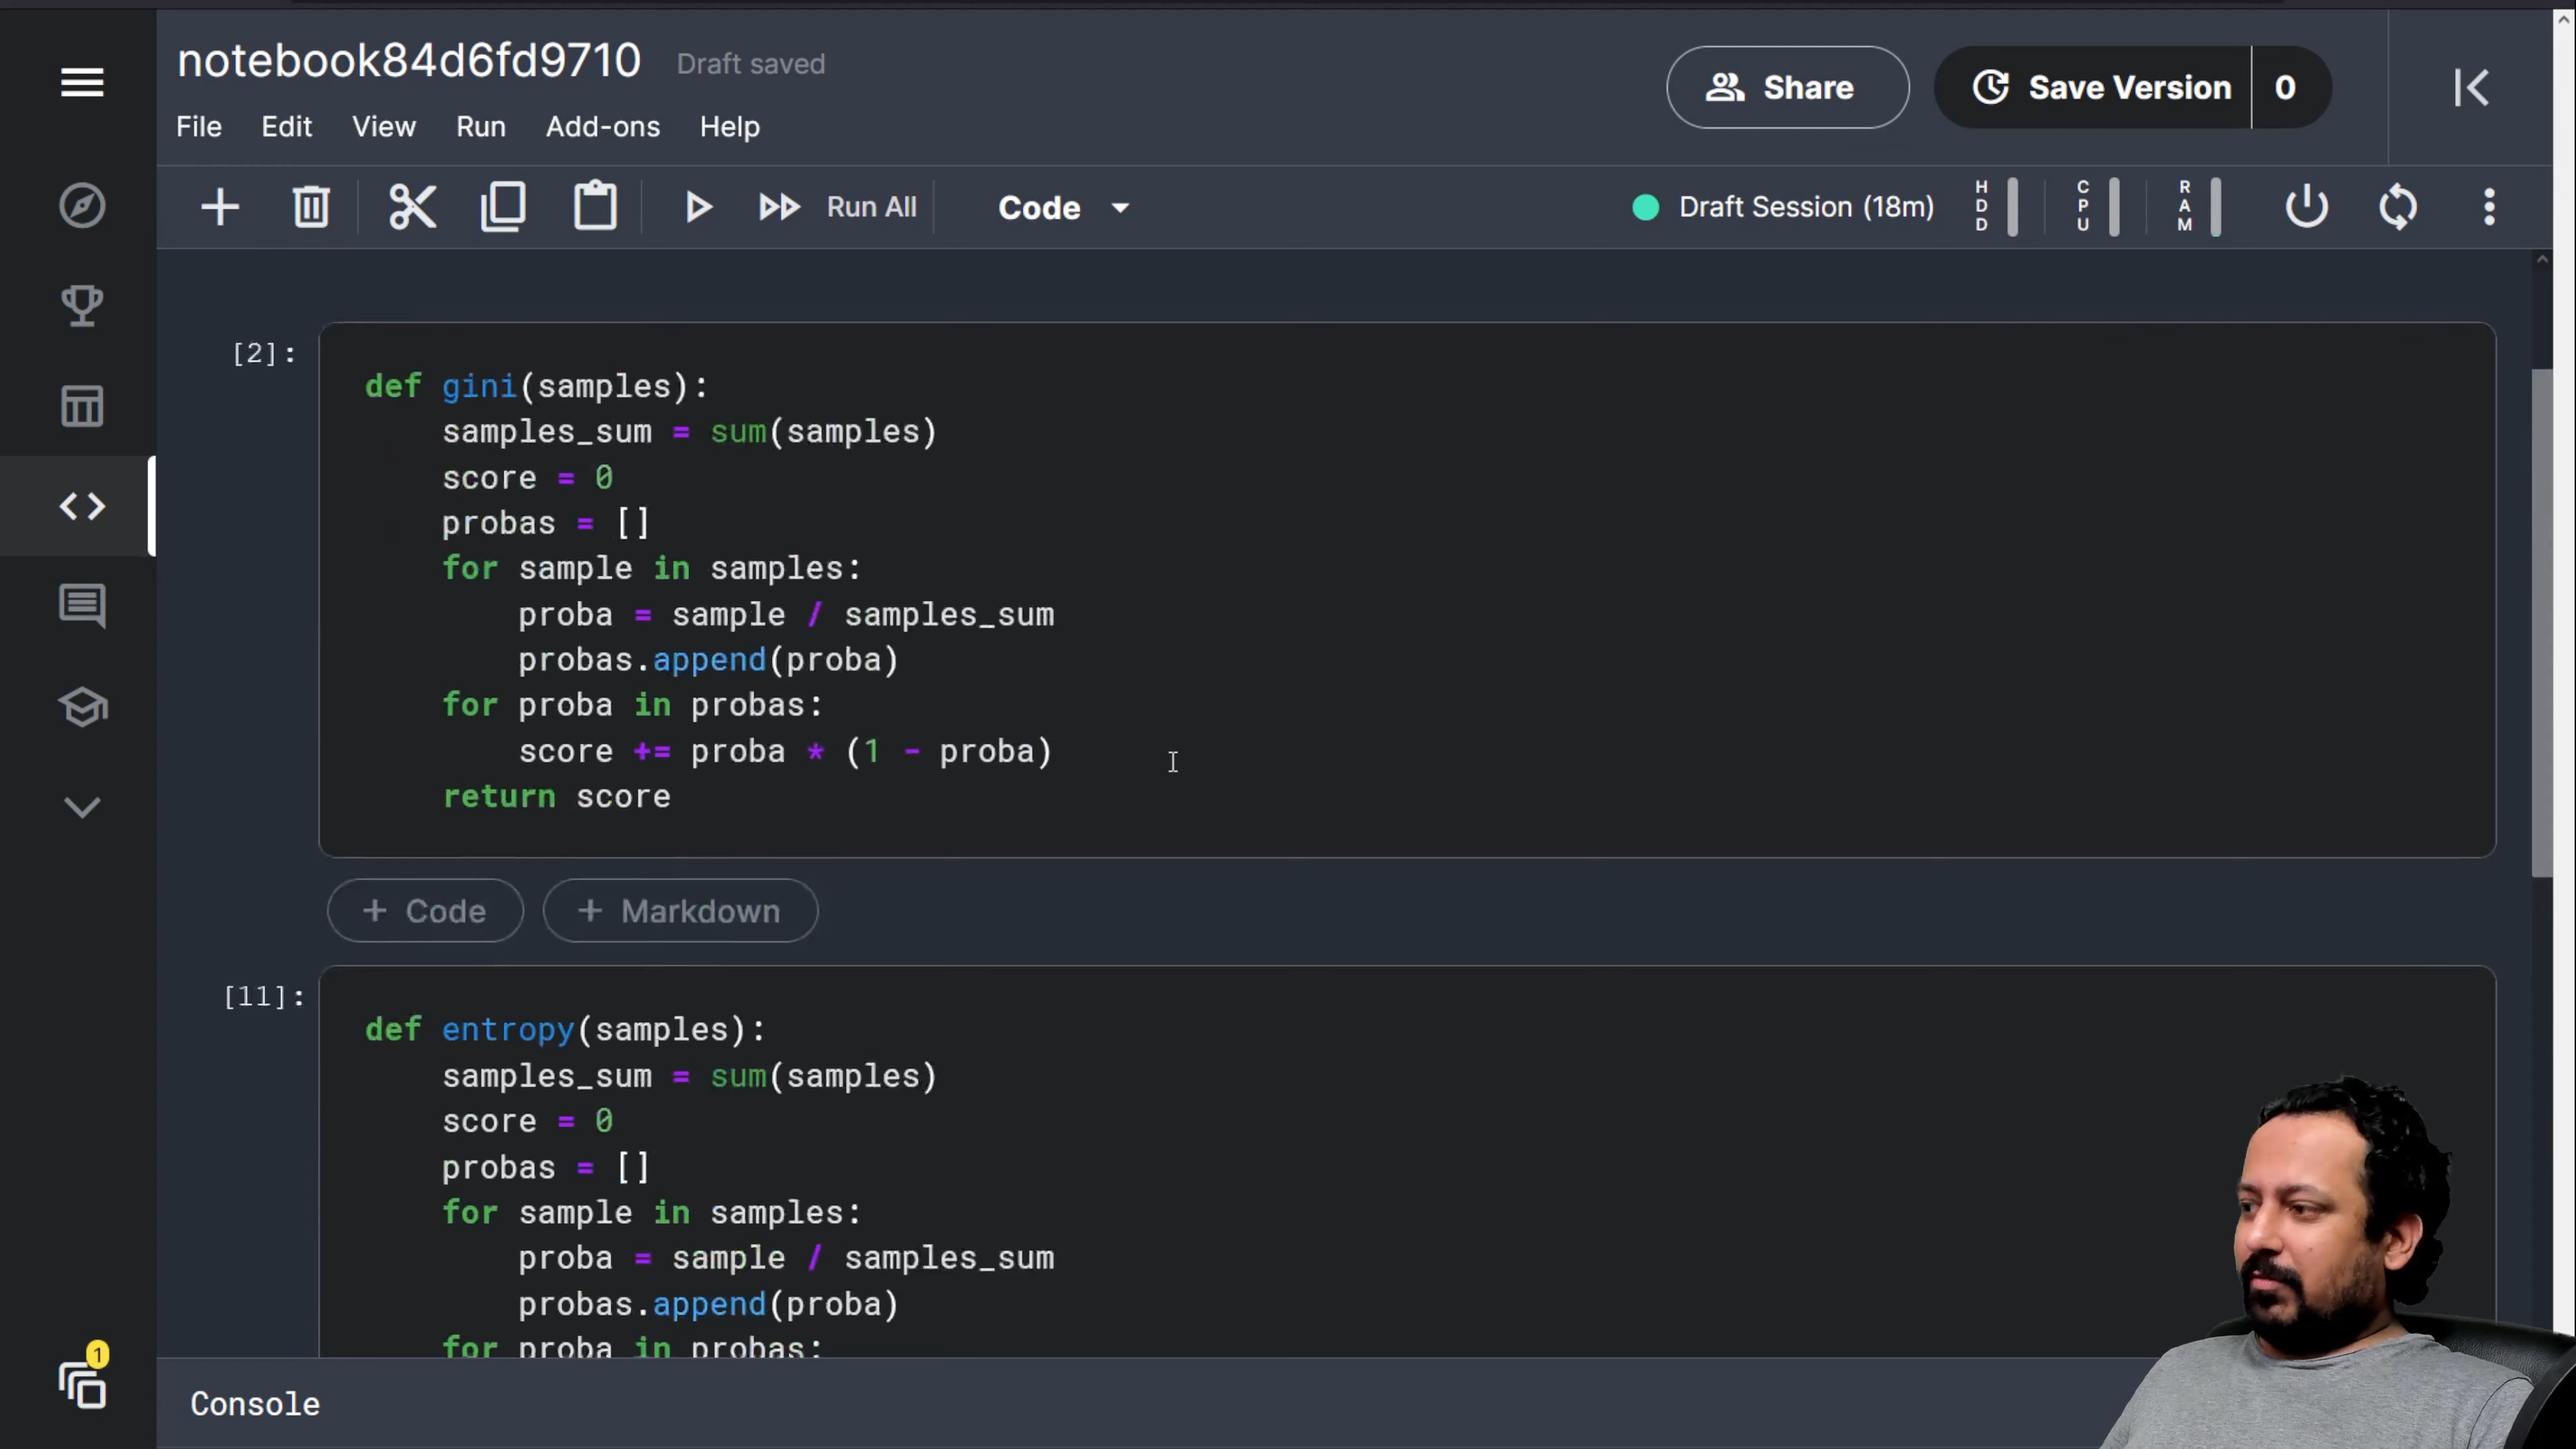 notebook84d6fd9710 Draft saved
Share
Save Version 0
File Edit View Run Add-ons Help
Run All
Code
Draft Session (18m)
HDD
CPU
RAM
[2]:
def gini(samples):
    samples_sum = sum(samples)
    score = 0
    probas = []
    for sample in samples:
        proba = sample / samples_sum
        probas.append(proba)
    for proba in probas:
        score += proba * (1 - proba)
    return score
+ Code + Markdown
[11]:
def entropy(samples):
    samples_sum = sum(samples)
    score = 0
    probas = []
    for sample in samples:
        proba = sample / samples_sum
        probas.append(proba)
    for proba in probas:
1
Console